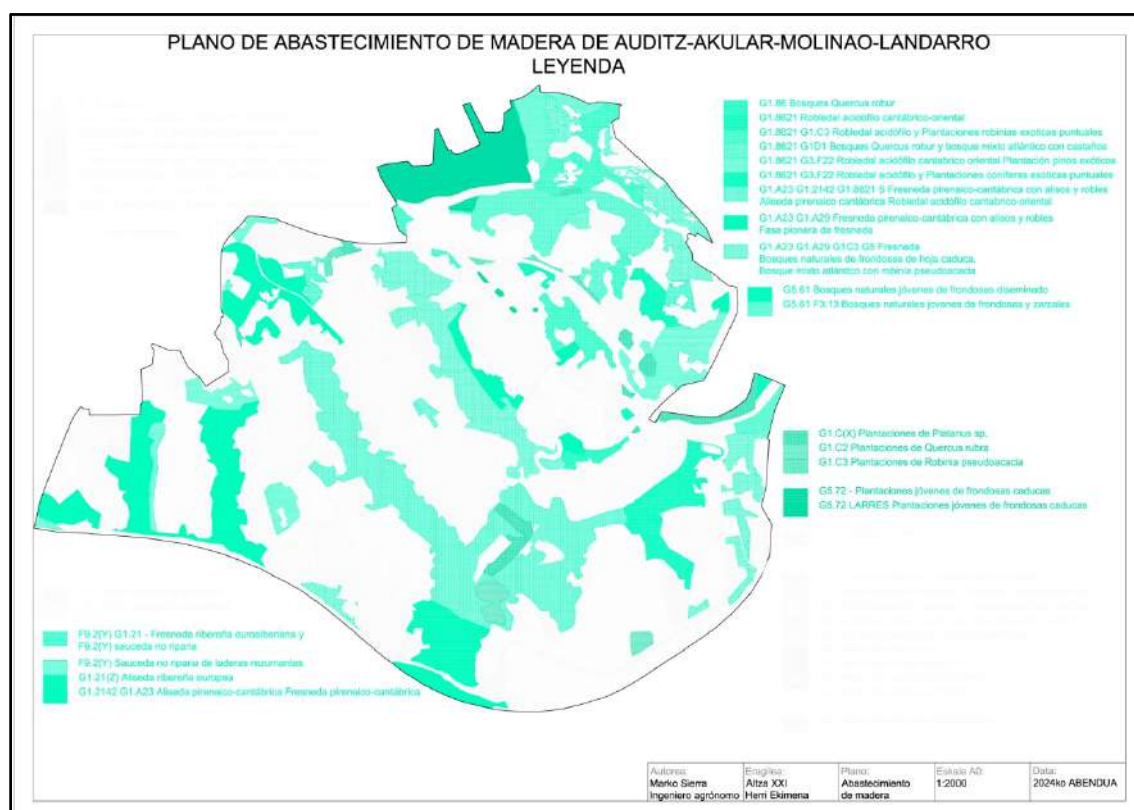 PLANO DE ABASTECIMIENTO DE MADERA DE AUDITZ-AKULAR-MOLINAO-LANDARRO
LEYENDA
G1.86 Bosques Quercus robur
G1.8621 Robledal acidófilo cantábrico-oriental
G1.8621 G1.C3 Robledal acidófilo y Plantaciones robinias exoticas puntuales
G1.8621 G1D1 Bosques Quercus robur y bosque mixto atlántico con castaños
G1.8621 G3.F22 Robledal acidófilo cantabrico oriental Plantación pinos exóticos
G1.8621 G3.F22 Robledal acidófilo y Plantaciones coníferas exóticas puntuales
G1.A23 G1.2142 G1.8621 S Fresneda pirenaico-cantábrica con alisos y robles
Aliseda pirenaico cantábrica Robledal acidófilo cantabrico-oriental
G1.A23 G1.A29 Fresneda pirenaico-cantábrica con alisos y robles
Fasa pionera de fresneda
G1.A23 G1.A29 G1C3 G5 Fresneda
Bosques naturales de frondosas de hoja caduca,
Bosque mixto atlántico con robinia pseudoacacia
G5.61 Bosques naturales jóvenes de frondosas diseminado
G5.61 F3.13 Bosques naturales jovenes de frondosas y zarzales
G1.C(X) Plantaciones de Platanus sp.
G1.C2 Plantaciones de Quercus rubra
G1.C3 Plantaciones de Robinia pseudoacacia
G5.72 - Plantaciones jóvenes de frondosas caducas
G5.72 LARRES Plantaciones jóvenes de frondosas caducas
F9.2(Y) G1.21 - Fresneda ribereña eurosiberiana y
F9.2(Y) sauceda no riparia
F9.2(Y) Sauceda no riparia de laderas rezumantes
G1.21(Z) Aliseda ribereña europea
G1.2142 G1.A23 Aliseda pirenaico-cantábrica Fresneda pirenaico-cantábrica
Autorea:
Marko Sierra
Ingeniero agrónomo
Eragilea:
Altza XXI
Herri Ekimena
Plano:
Abastecimiento
de madera
Eskala A0:
1:2000
Data:
2024ko ABENDUA